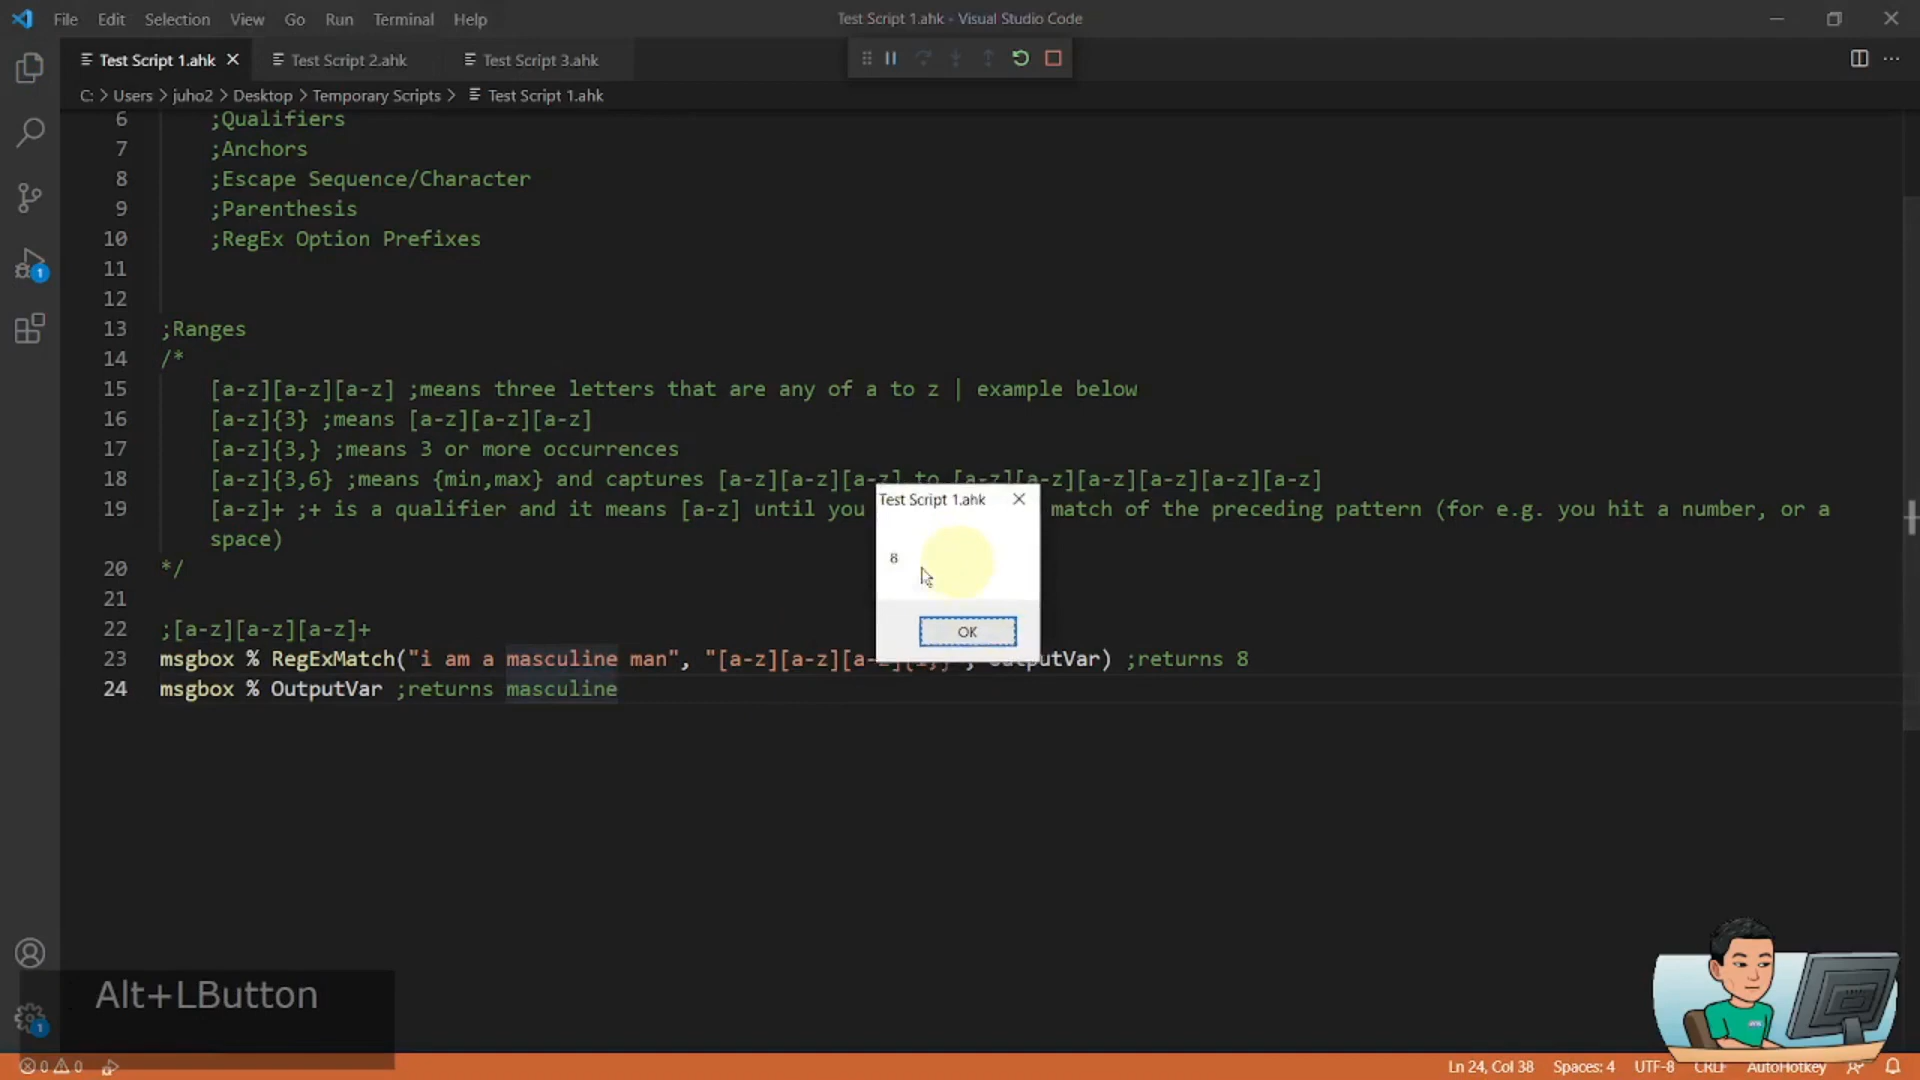 File Edit Selection View Go Run Terminal Help
Test Script 1.ahk - Visual Studio Code
Test Script 1.ahk Test Script 2.ahk Test Script 3.ahk
C: > Users > juho2 > Desktop > Temporary Scripts > Test Script 1.ahk
6 ;Qualifiers
7 ;Anchors
8 ;Escape Sequence/Character
9 ;Parenthesis
10 ;RegEx Option Prefixes
11
12
13 ;Ranges
14 /*
15 [a-z][a-z][a-z] ;means three letters that are any of a to z | example below
16 [a-z]{3} ;means [a-z][a-z][a-z]
17 [a-z]{3,} ;means 3 or more occurrences
18 [a-z]{3,6} ;means {min,max} and captures [a-z][a-z][a-z] to [a-z][a-z][a-z][a-z][a-z][a-z]
19 [a-z]+ ;+ is a qualifier and it means [a-z] until you match of the preceding pattern (for e.g. you hit a number, or a
space)
20 */
21
22 ;[a-z][a-z][a-z]+
23 msgbox % RegExMatch("i am a masculine man", "[a-z][a-z][a-z]{1,}", OutputVar) ;returns 8
24 msgbox % OutputVar ;returns masculine
Test Script 1.ahk
8
OK
1
Alt+LButton
1
0 0
Ln 24, Col 38 Spaces: 4 UTF-8 CRLF AutoHotkey